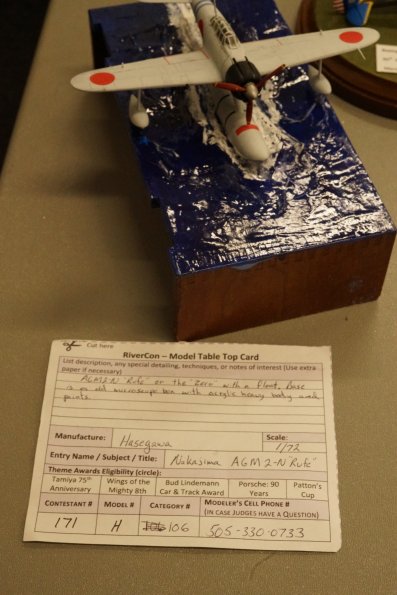 Cut here
RiverCon – Model Table Top Card
List description, any special detailing, techniques, or notes of interest (Use extra
paper if necessary)
AGM2-N "Rufe" or the "Zero" with a float, Base
is an old microscope box with acrylic heavy body used
paints.
Manufacture: Hasegawa Scale: 1/72
Entry Name / Subject / Title: Nakajima AGM2-N "Rufe"
Theme Awards Eligibility (circle):
Tamiya 75th Wings of the Bud Lindemann Porsche: 90 Patton's
Anniversary Mighty 8th Car & Track Award Years Cup
Contestant # Model # Category # Modeler's Cell Phone #
(in case judges have a question)
171 H 106 505-330-0733